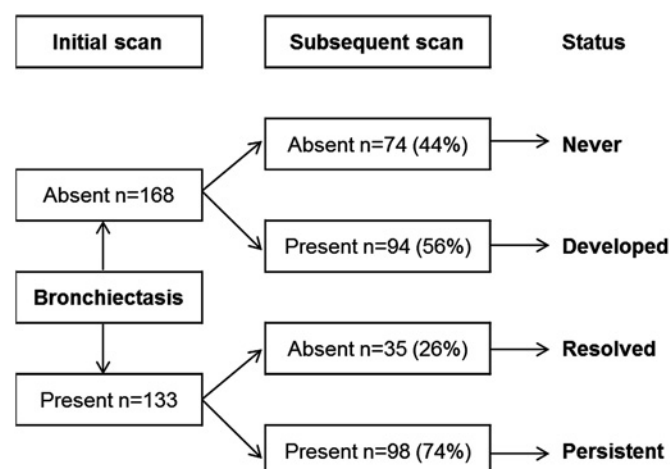 Initial scan
Subsequent scan
Status
Absent n=74 (44%)
Never
Absent n=168
Present n=94 (56%)
Developed
Bronchiectasis
Absent n=35 (26%)
Resolved
Present n=133
Present n=98 (74%)
Persistent